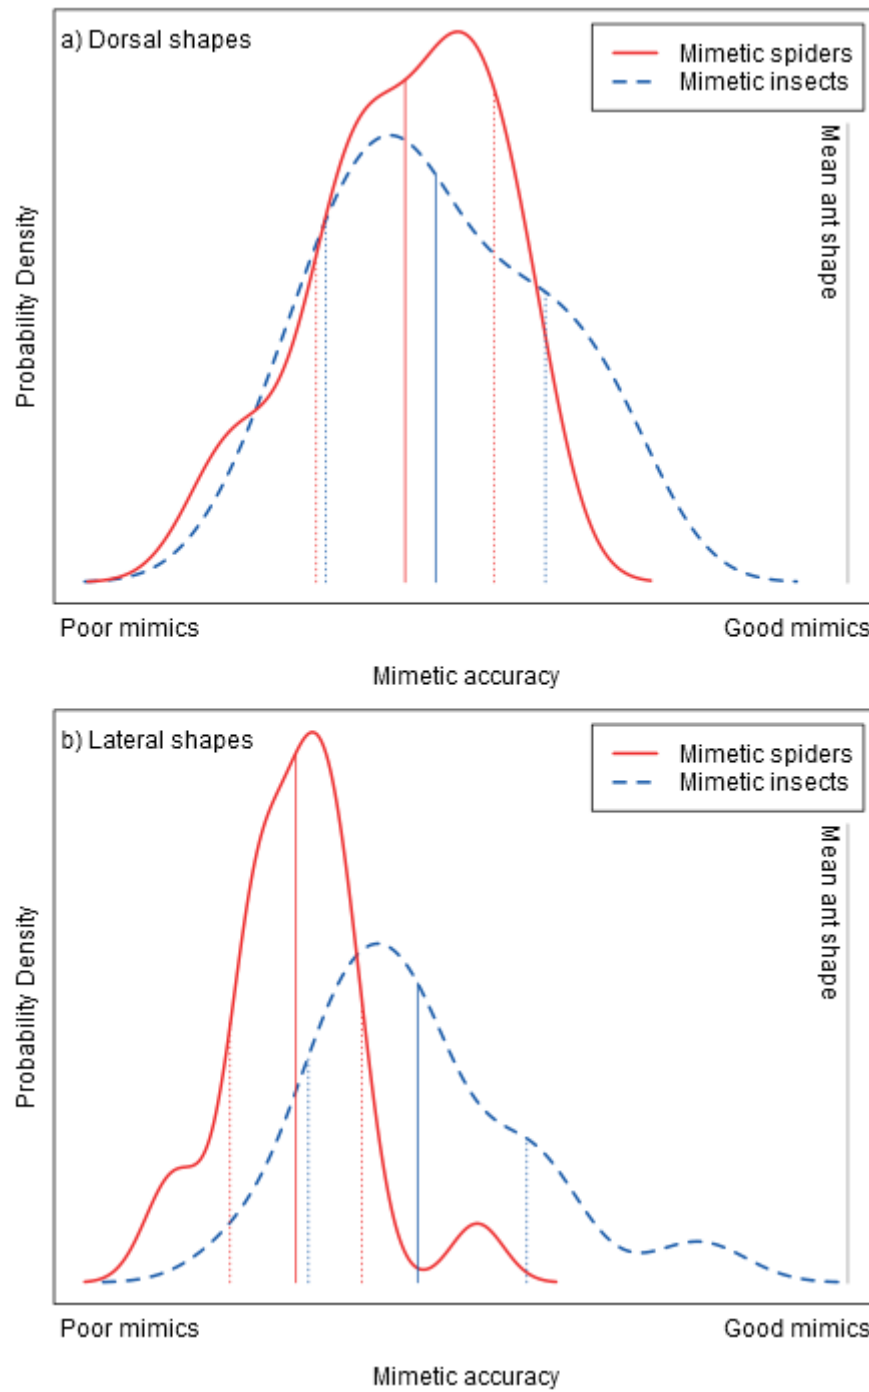 a) Dorsal shapes
Mimetic spiders
Mimetic insects
Mean ant shape
Probability Density
Poor mimics
Good mimics
Mimetic accuracy
b) Lateral shapes
Mimetic spiders
Mimetic insects
Mean ant shape
Probability Density
Poor mimics
Good mimics
Mimetic accuracy